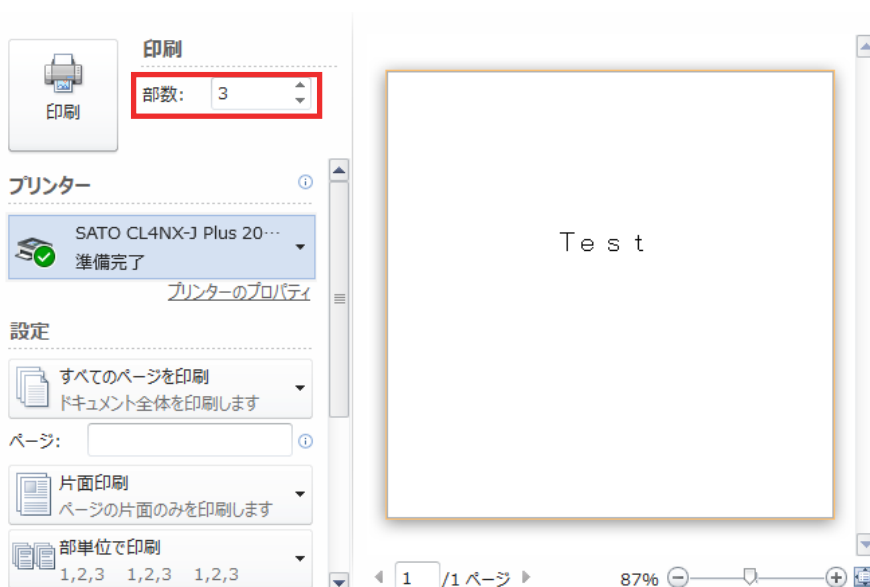 印刷
印刷
部数: 3
プリンター
SATO CL4NX-J Plus 20…
準備完了
プリンターのプロパティ
設定
すべてのページを印刷
ドキュメント全体を印刷します
ページ:
片面印刷
ページの片面のみを印刷します
部単位で印刷
1,2,3 1,2,3 1,2,3
Ｔｅｓｔ
1 /1 ページ
87%